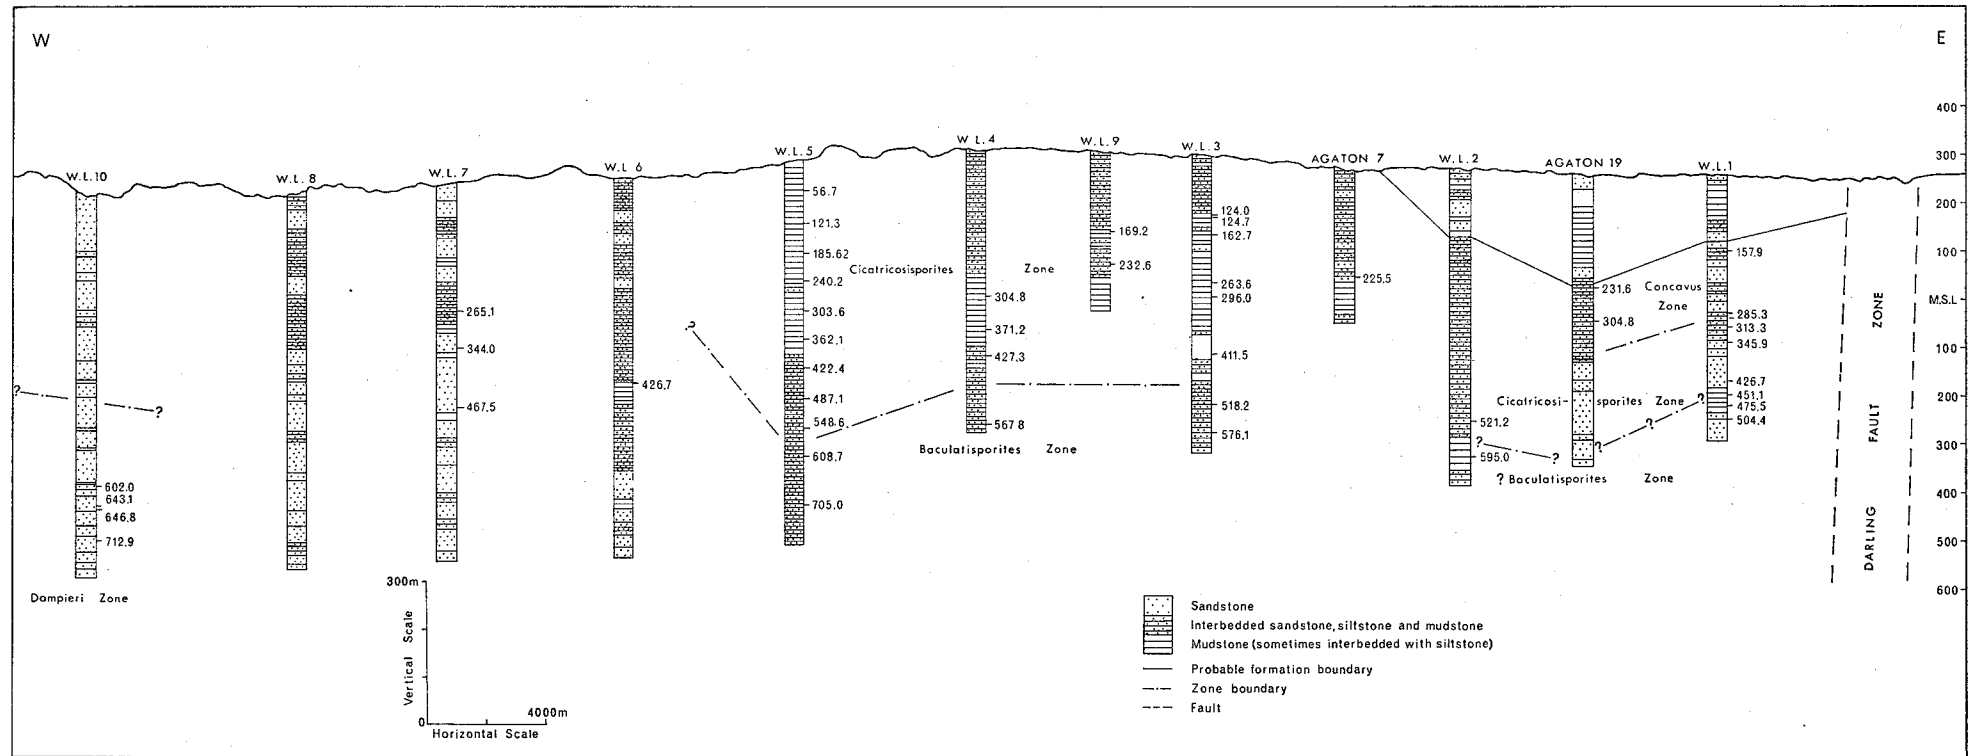 W
E
W.L.10
W.L. 8
W.L. 7
W.L 6
W.L.5
W.L.4
W.L.9
W.L.3
AGATON 7
W.L.2
AGATON 19
W.L.1
602.0
643.1
646.8
712.9
265.1
344.0
467.5
426.7
56.7
121.3
185.62
240.2
303.6
362.1
422.4
487.1
548.6
608.7
705.0
304.8
371.2
427.3
567.8
169.2
232.6
124.0
124.7
162.7
263.6
296.0
411.5
518.2
576.1
225.5
521.2
595.0
231.6
304.8
157.9
285.3
313.3
345.9
426.7
451.1
475.5
504.4
400
300
200
100
M.S.L
100
200
300
400
500
600
Cicatricosisporites Zone
Baculatisporites Zone
Concavus
Zone
Cicatricosi-sporites Zone
? Baculatisporites Zone
Dampieri Zone
?
?
?
?
?
?
?
?
DARLING FAULT ZONE
300m
Vertical Scale
0
4000m
Horizontal Scale
Sandstone
Interbedded sandstone, siltstone and mudstone
Mudstone (sometimes interbedded with siltstone)
Probable formation boundary
Zone boundary
Fault